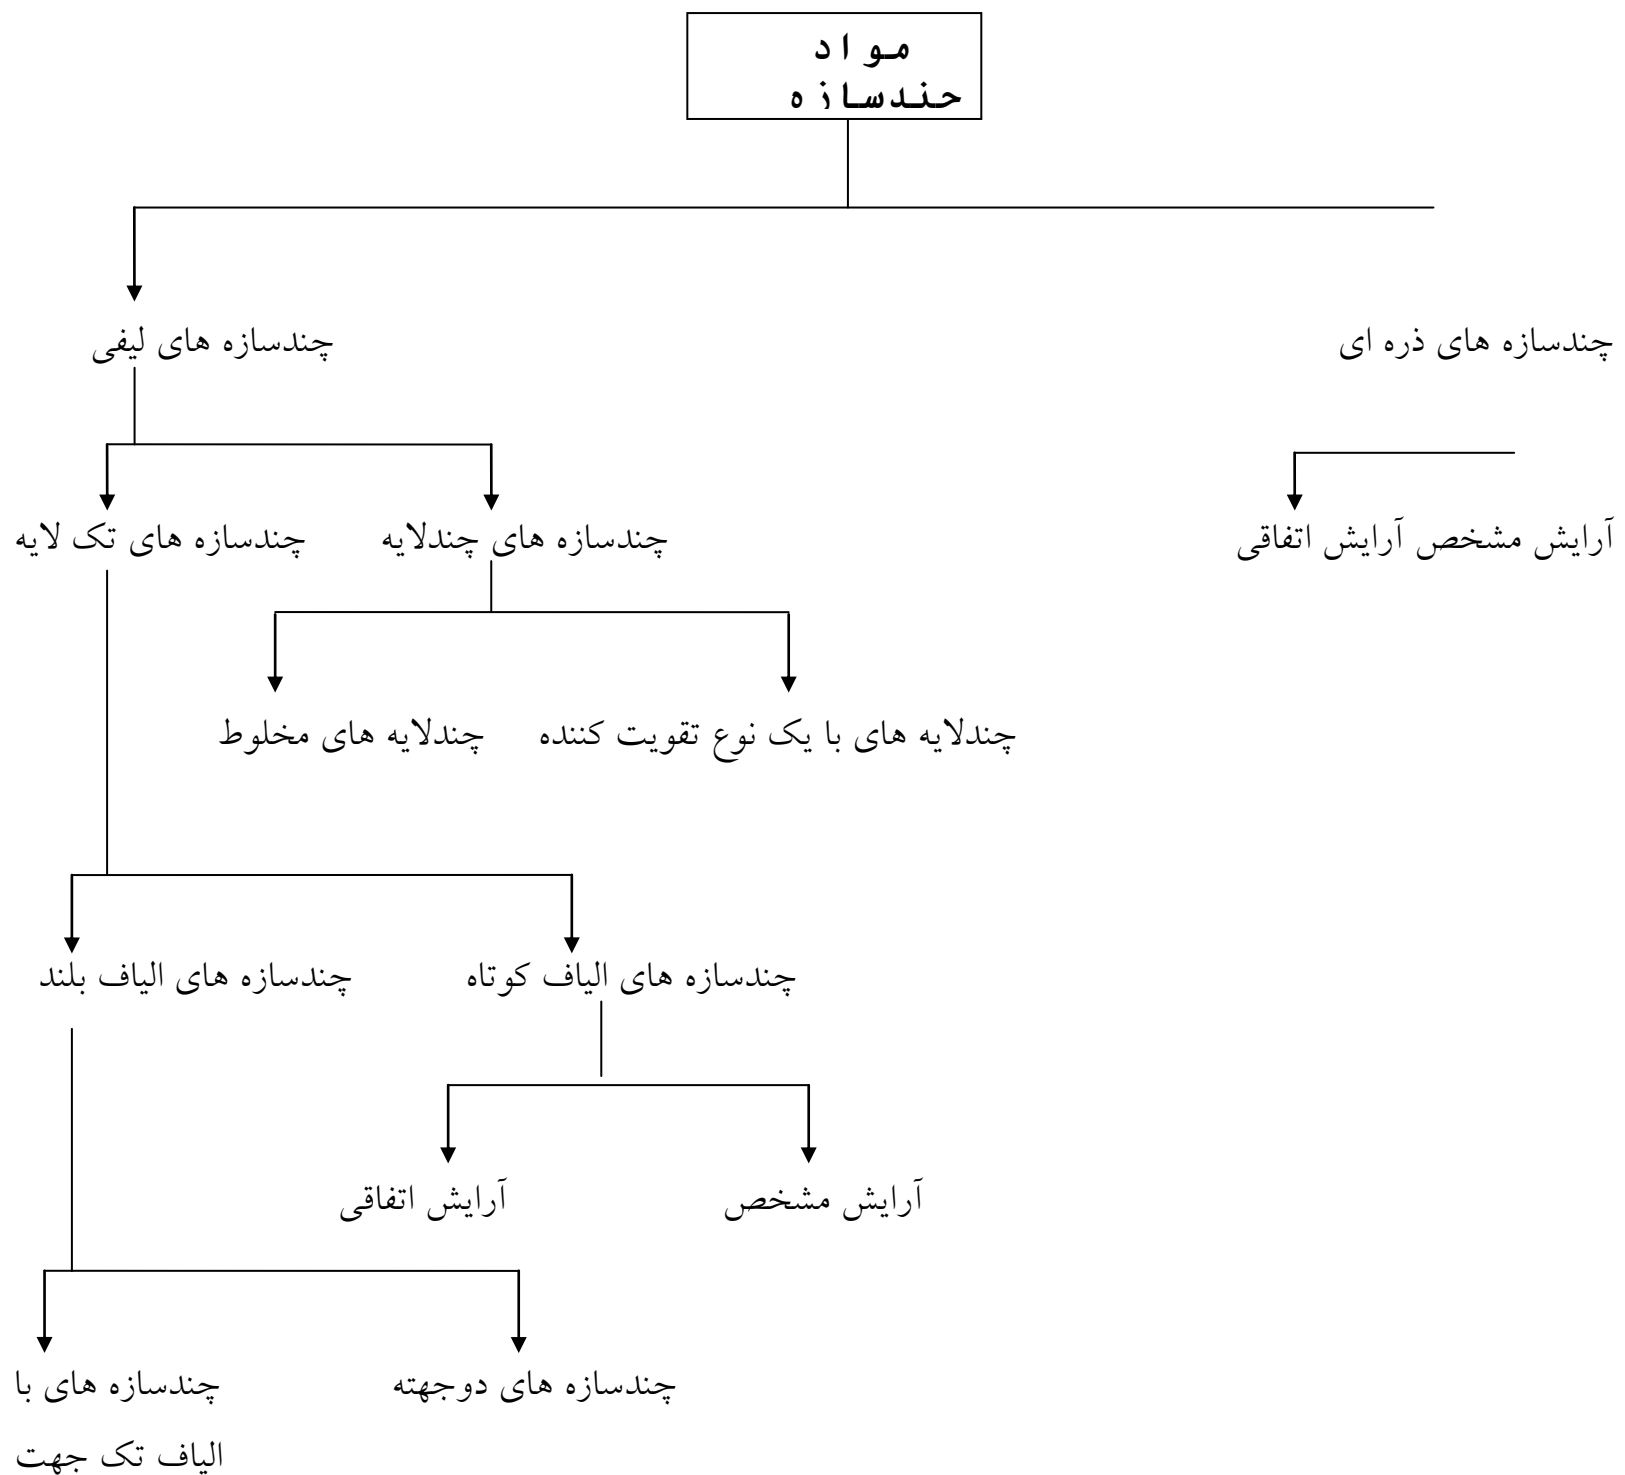 مواد
چندسازه
چندسازه های ذره ای
چندسازه های لیفی
آرایش مشخص آرایش اتفاقی
چندسازه های چندلایه
چندسازه های تک لایه
چندلایه های با یک نوع تقویت کننده
چندلایه های مخلوط
چندسازه های الیاف کوتاه
چندسازه های الیاف بلند
آرایش مشخص
آرایش اتفاقی
چندسازه های دوجهته
چندسازه های با
الیاف تک جهت